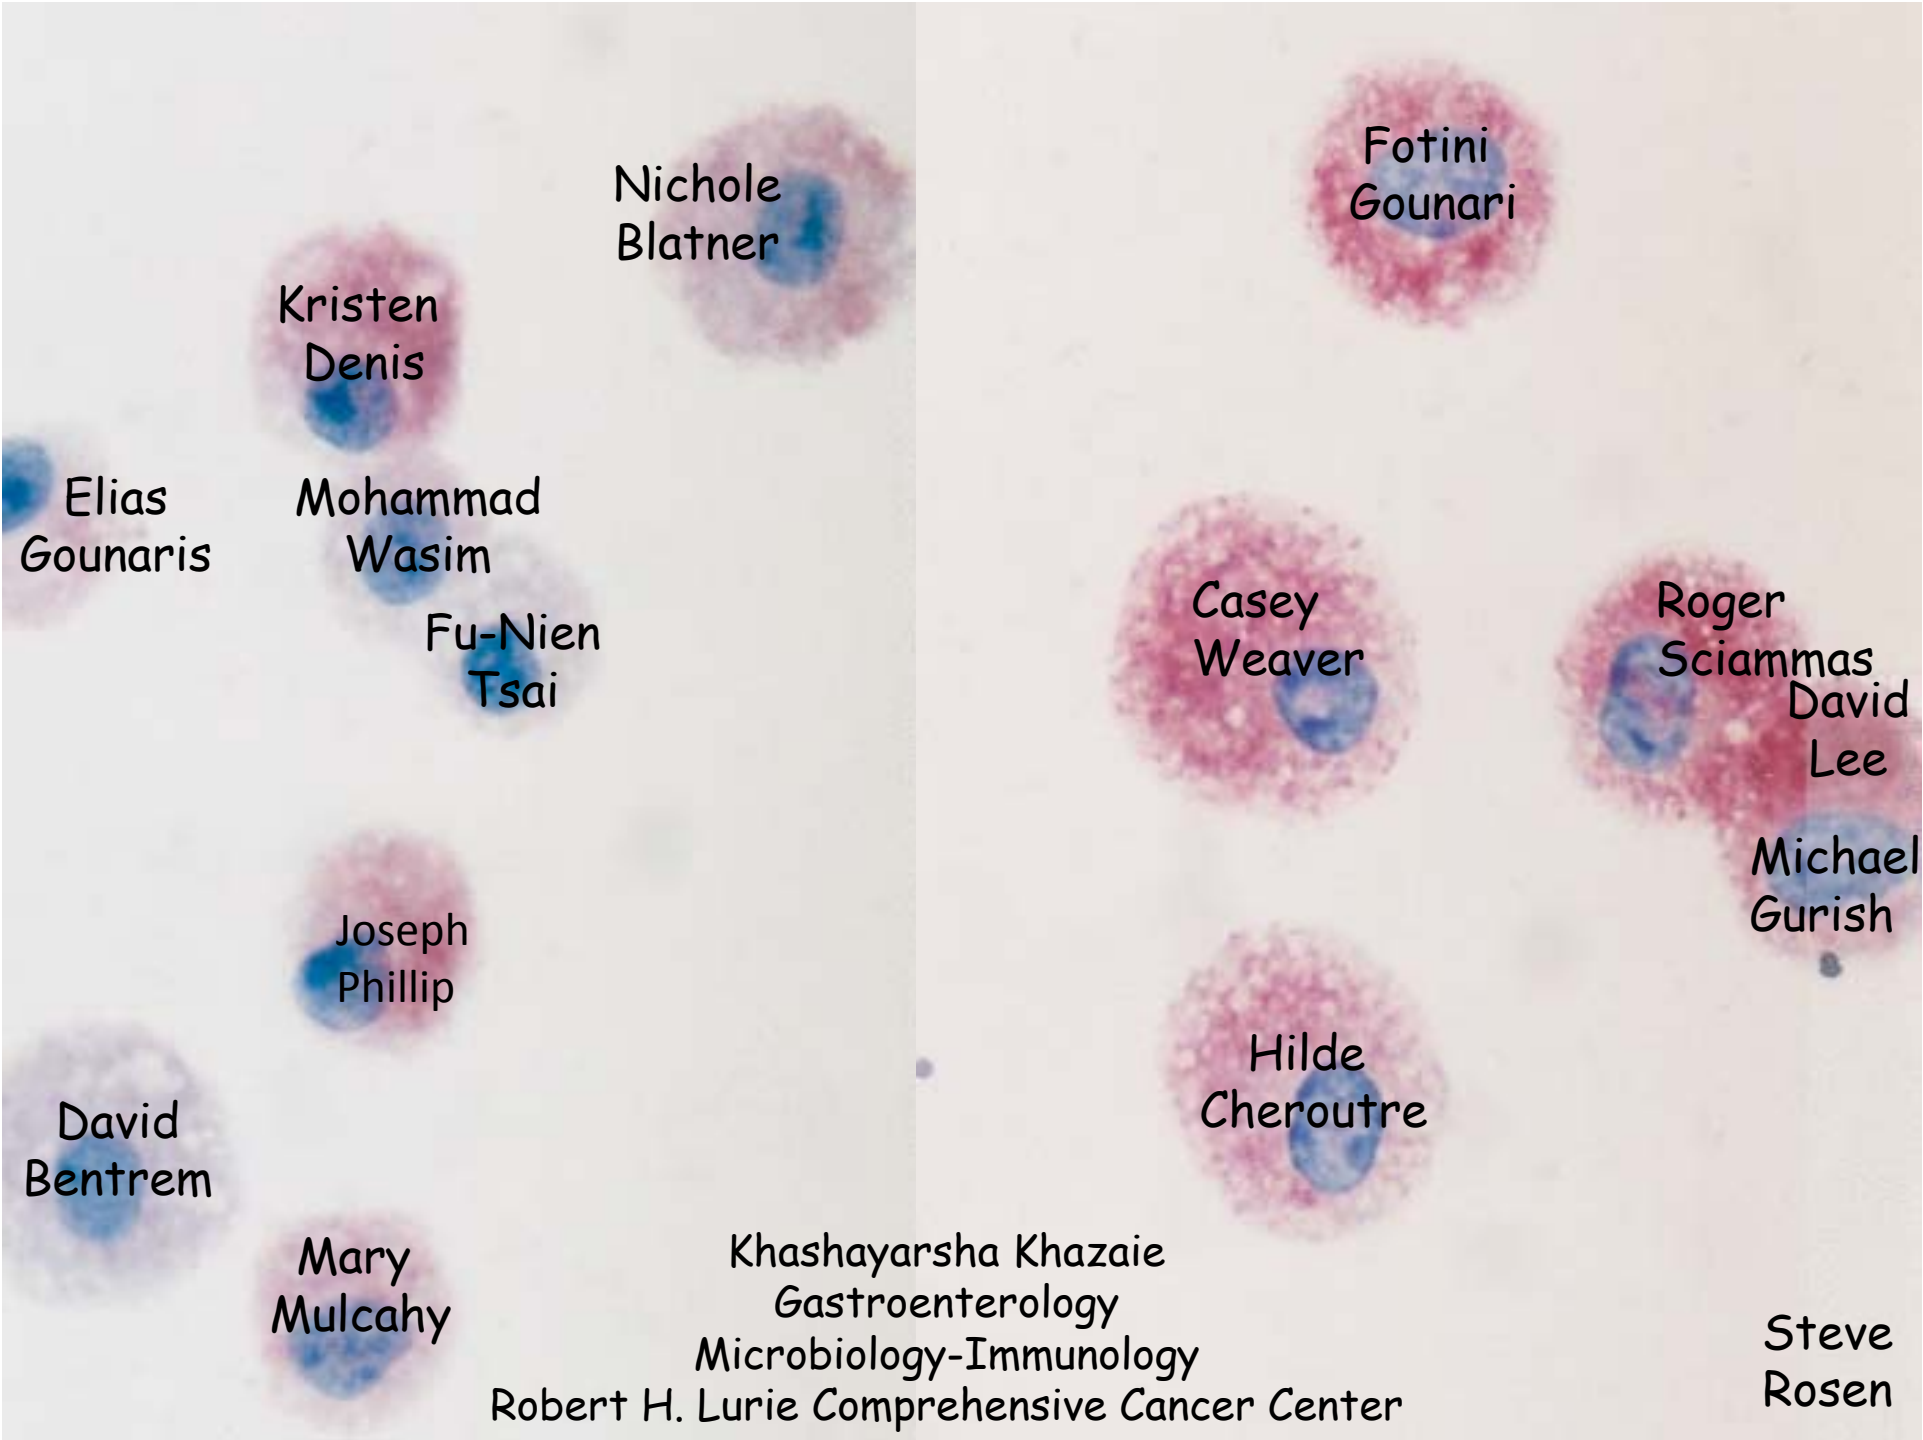 Nichole
Blatner
Kristen
Denis
Elias
Gounaris
Mohammad
Wasim
Fu-Nien
Tsai
Joseph
Phillip
David
Bentrem
Mary
Mulcahy
Fotini
Gounari
Casey
Weaver
Roger
Sciammas
David
Lee
Michael
Gurish
Hilde
Cheroutre
Khashayarsha Khazaie
Gastroenterology
Microbiology-Immunology
Robert H. Lurie Comprehensive Cancer Center
Steve
Rosen